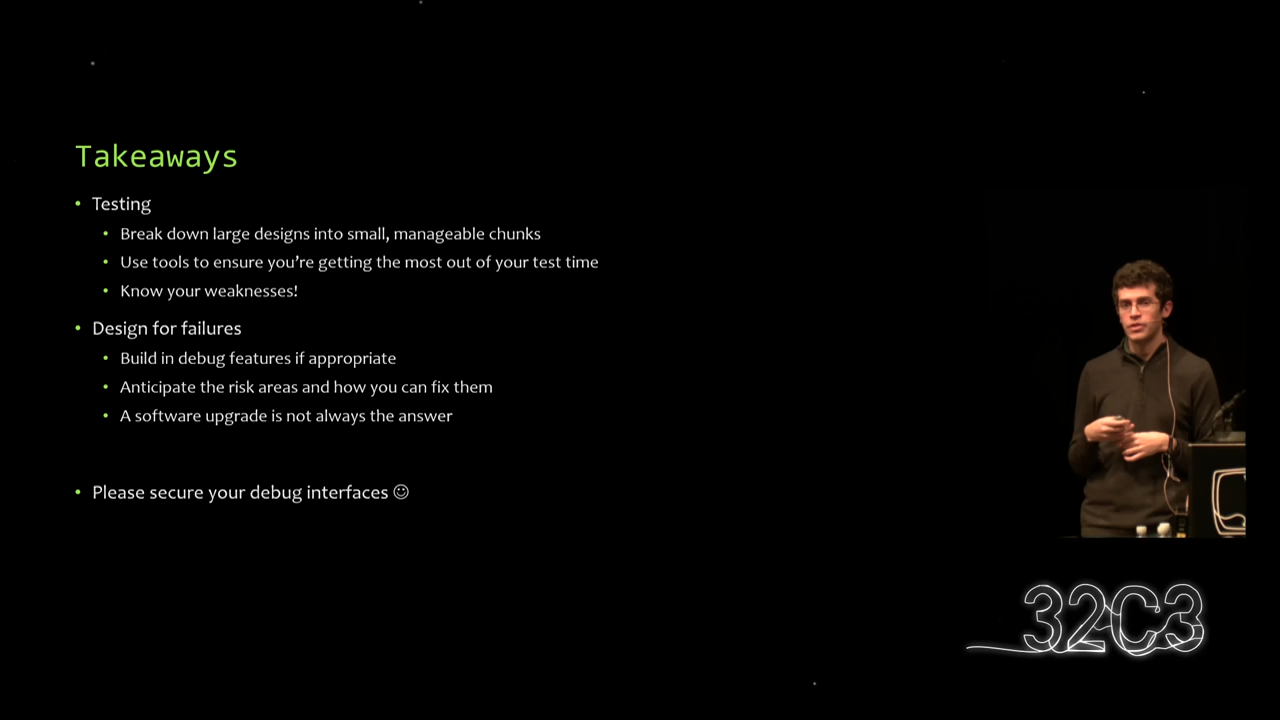 Takeaways
• Testing
• Break down large designs into small, manageable chunks
• Use tools to ensure you’re getting the most out of your test time
• Know your weaknesses!
• Design for failures
• Build in debug features if appropriate
• Anticipate the risk areas and how you can fix them
• A software upgrade is not always the answer
• Please secure your debug interfaces ☺
32C3